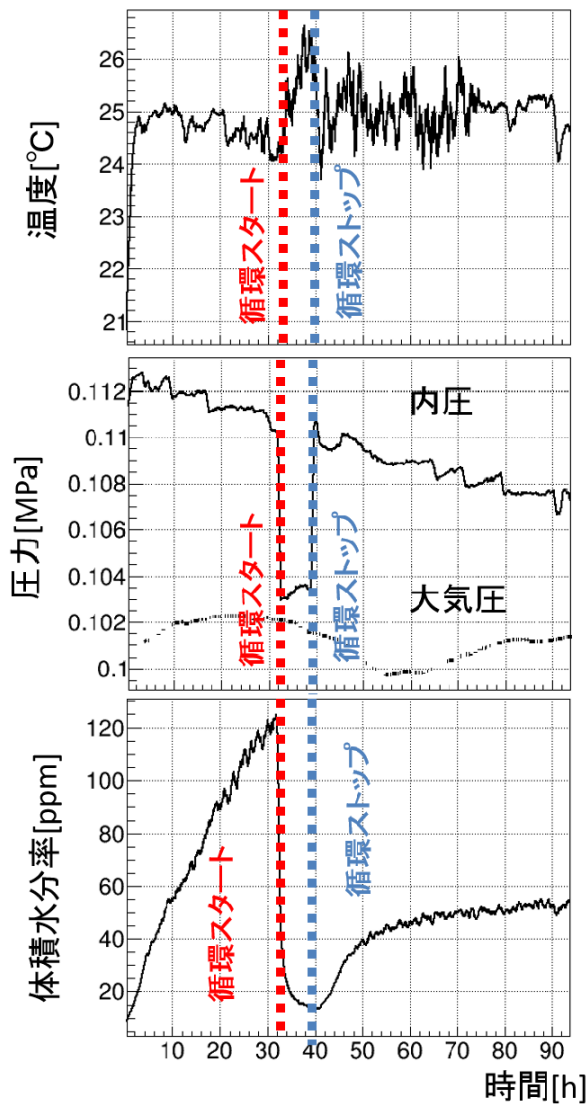 温度[°C]
26
25
24
23
22
21
循環スタート
循環ストップ
圧力[MPa]
0.112
0.11
0.108
0.106
0.104
0.102
0.1
内圧
大気圧
循環スタート
循環ストップ
体積水分率[ppm]
120
100
80
60
40
20
循環スタート
循環ストップ
10 20 30 40 50 60 70 80 90
時間[h]